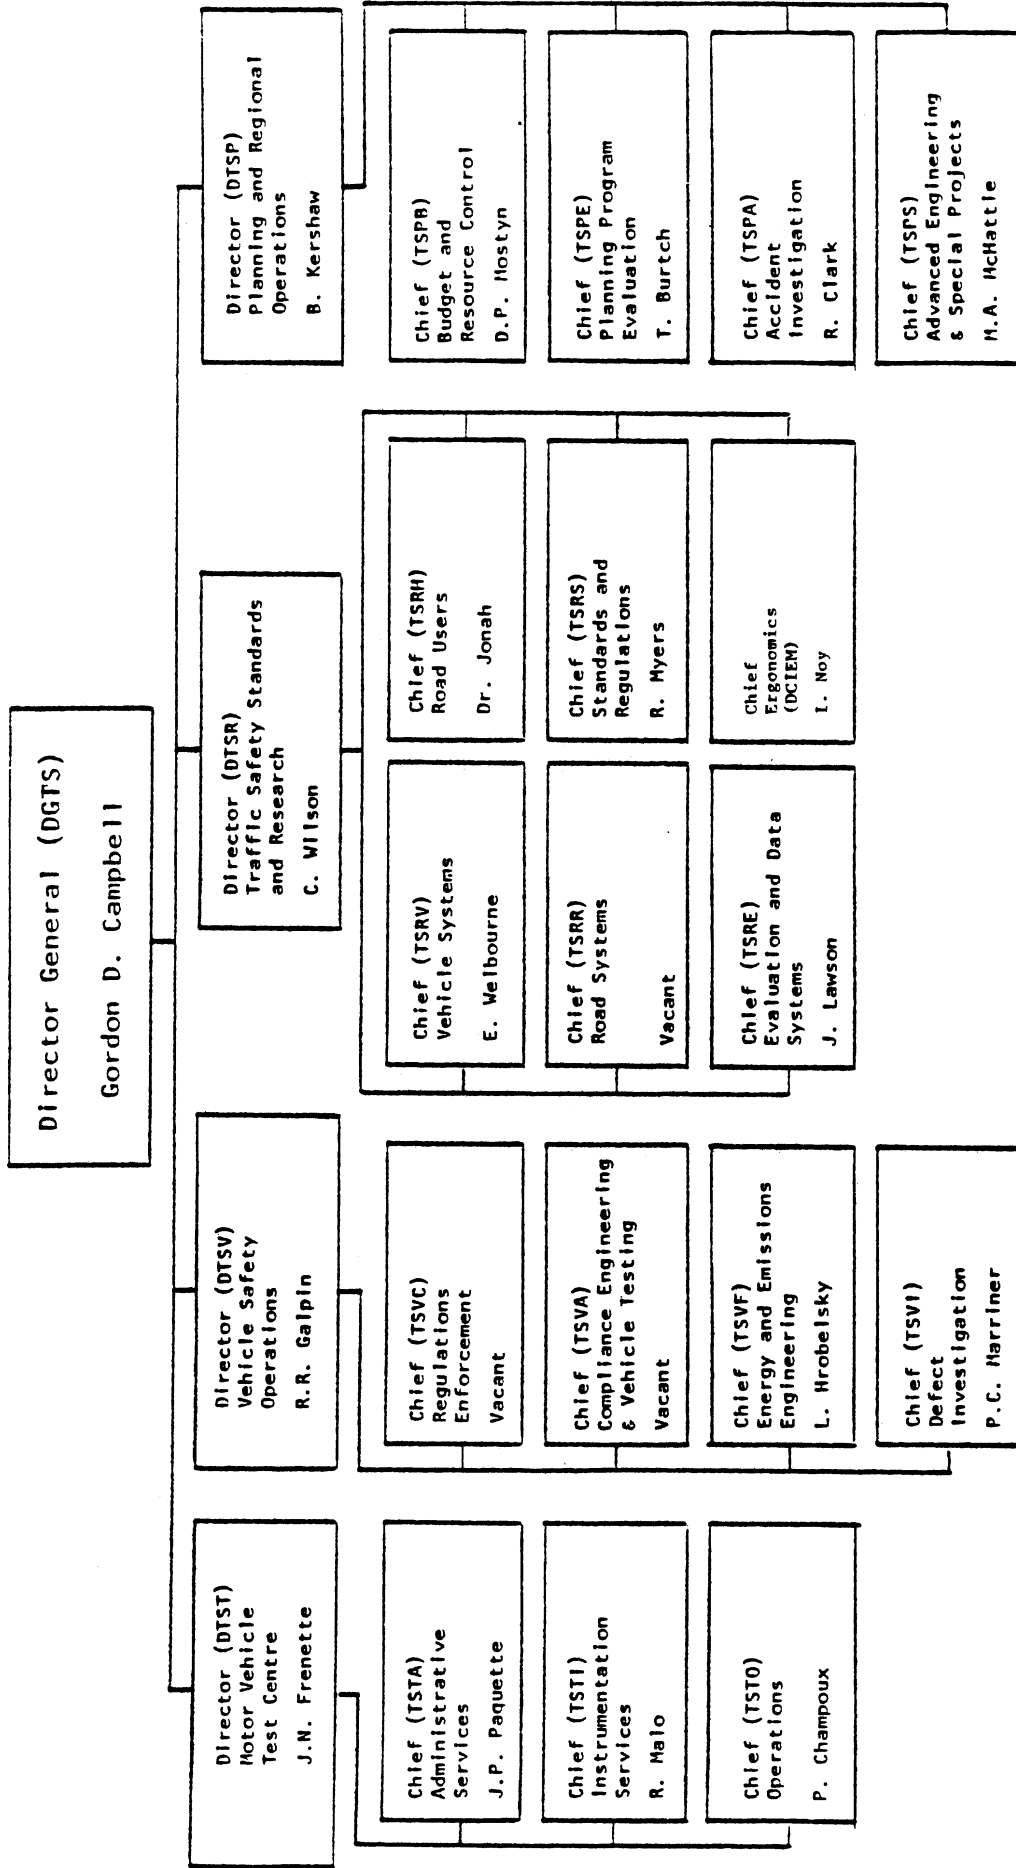 Director General (DGTS)
Gordon D. Campbell
Director (DTST)
Motor Vehicle
Test Centre
J.N. Frenette
Chief (TSTA)
Administrative
Services
J.P. Paquette
Chief (TSTI)
Instrumentation
Services
R. Malo
Chief (TSTO)
Operations
P. Champoux
Director (DTSV)
Vehicle Safety
Operations
R.R. Galpin
Chief (TSVC)
Regulations
Enforcement
Vacant
Chief (TSVA)
Compliance Engineering
& Vehicle Testing
Vacant
Chief (TSVF)
Energy and Emissions
Engineering
L. Hrobelsky
Chief (TSVI)
Defect
Investigation
P.C. Marriner
Director (DTSR)
Traffic Safety Standards
and Research
C. Wilson
Chief (TSRV)
Vehicle Systems
E. Welbourne
Chief (TSRR)
Road Systems
Vacant
Chief (TSRE)
Evaluation and Data
Systems
J. Lawson
Chief (TSRH)
Road Users
Dr. Jonah
Chief (TSRS)
Standards and
Regulations
R. Myers
Chief
Ergonomics
(DCIEM)
I. Noy
Director (DTSP)
Planning and Regional
Operations
B. Kershaw
Chief (TSPB)
Budget and
Resource Control
D.P. Mostyn
Chief (TSPE)
Planning Program
Evaluation
T. Burtch
Chief (TSPA)
Accident
Investigation
R. Clark
Chief (TSPS)
Advanced Engineering
& Special Projects
M.A. McHattie